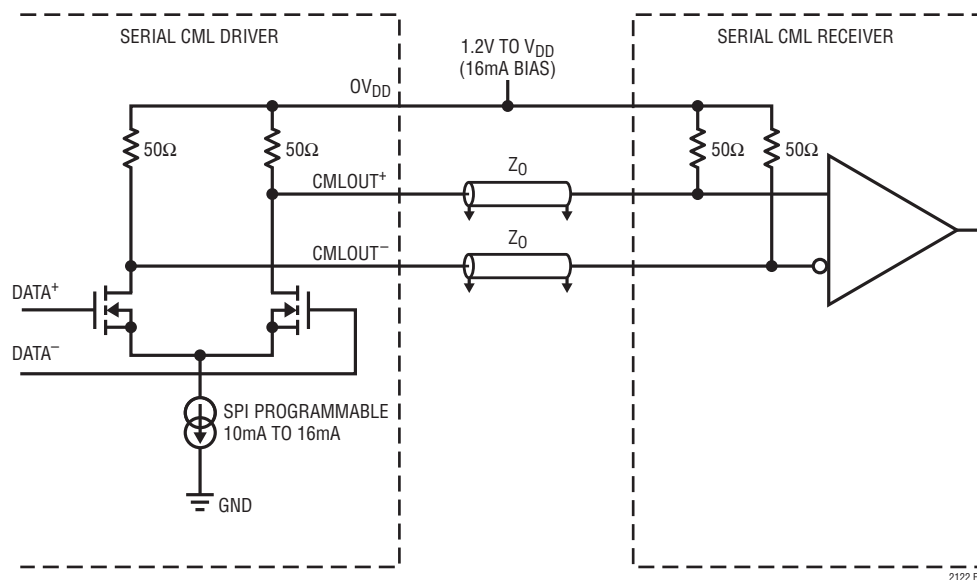 SERIAL CML DRIVER
1.2V TO VDD
(16mA BIAS)
SERIAL CML RECEIVER
OVDD
50Ω
50Ω
50Ω
50Ω
CMLOUT+
Z0
CMLOUT−
Z0
DATA+
DATA−
SPI PROGRAMMABLE
10mA TO 16mA
GND
2122 F